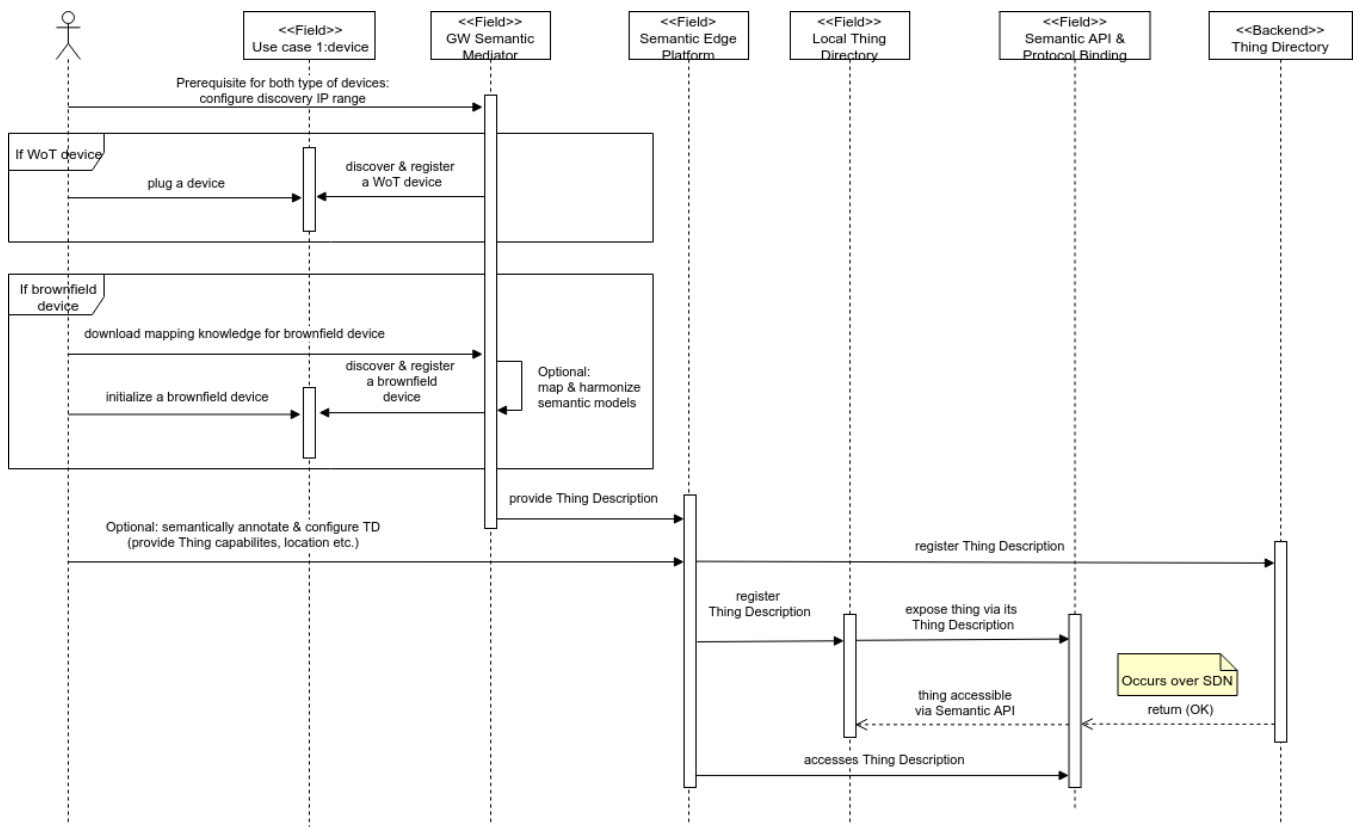 <<Field>>
Use case 1:device
<<Field>>
GW Semantic
Mediator
<<Field>
Semantic Edge
Platform
<<Field>>
Local Thing
Directory
<<Field>>
Semantic API &
Protocol Binding
<<Backend>>
Thing Directory
Prerequisite for both type of devices:
configure discovery IP range
If WoT device
plug a device
discover & register
a WoT device
If brownfield
device
download mapping knowledge for brownfield device
initialize a brownfield device
discover & register
a brownfield
device
Optional:
map & harmonize
semantic models
provide Thing Description
Optional: semantically annotate & configure TD
(provide Thing capabilites, location etc.)
register Thing Description
register
Thing Description
expose thing via its
Thing Description
Occurs over SDN
thing accessible
via Semantic API
return (OK)
accesses Thing Description